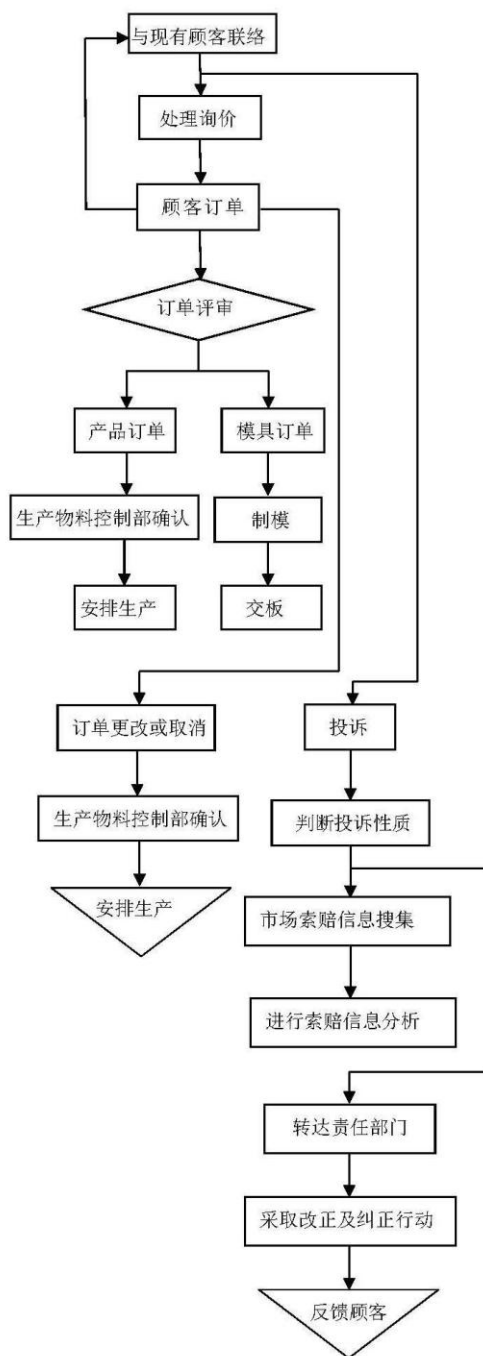 与现有顾客联络
处理询价
顾客订单
订单评审
产品订单
模具订单
生产物料控制部确认
制模
安排生产
交板
订单更改或取消
投诉
生产物料控制部确认
判断投诉性质
安排生产
市场索赔信息搜集
进行索赔信息分析
转达责任部门
采取改正及纠正行动
反馈顾客